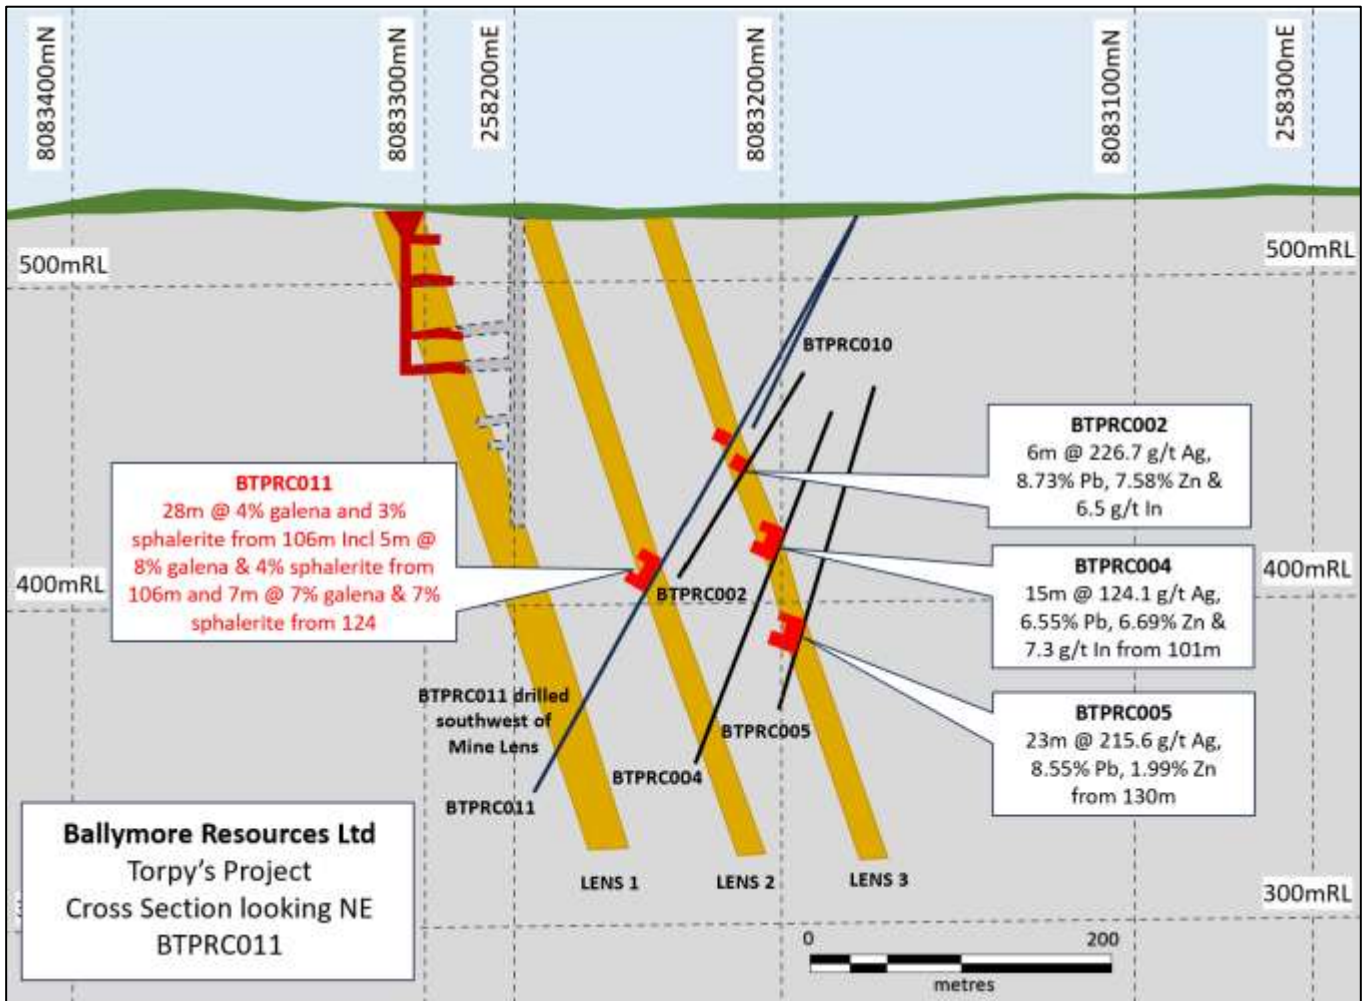 8083400mN
8083300mN
258200mE
8083200mN
8083100mN
258300mE
500mRL
500mRL
BTPRC010
BTPRC002
6m @ 226.7 g/t Ag,
8.73% Pb, 7.58% Zn &
6.5 g/t In
BTPRC011
28m @ 4% galena and 3%
sphalerite from 106m Incl 5m @
8% galena & 4% sphalerite from
106m and 7m @ 7% galena & 7%
sphalerite from 124
400mRL
400mRL
BTPRC002
BTPRC004
15m @ 124.1 g/t Ag,
6.55% Pb, 6.69% Zn &
7.3 g/t In from 101m
BTPRC011 drilled
southwest of
Mine Lens
BTPRC005
BTPRC005
23m @ 215.6 g/t Ag,
8.55% Pb, 1.99% Zn
from 130m
BTPRC004
BTPRC011
Ballymore Resources Ltd
Torpy's Project
Cross Section looking NE
BTPRC011
LENS 1
LENS 2
LENS 3
300mRL
0
200
metres